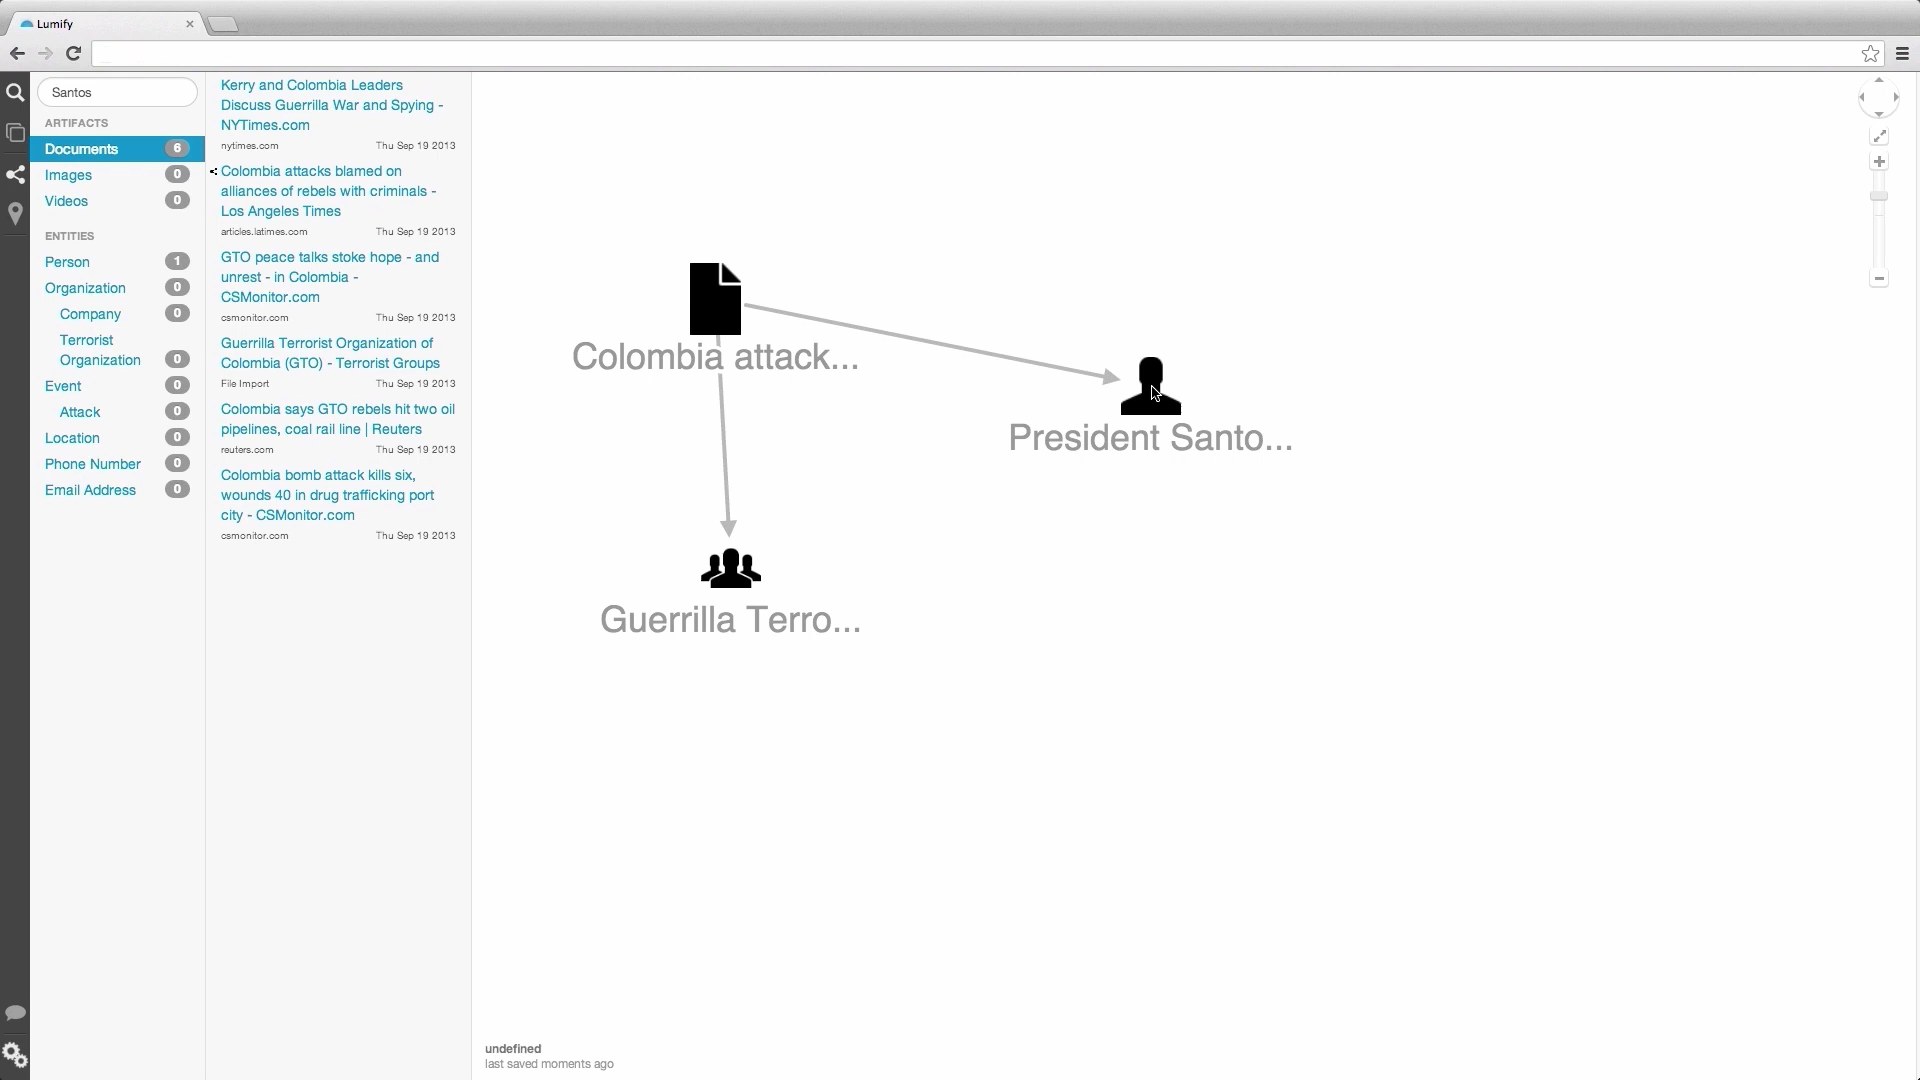 Lumify
Santos
ARTIFACTS
Documents 6
Images 0
Videos 0
ENTITIES
Person 1
Organization 0
Company 0
Terrorist
Organization 0
Event 0
Attack 0
Location 0
Phone Number 0
Email Address 0
Kerry and Colombia Leaders
Discuss Guerrilla War and Spying -
NYTimes.com
nytimes.com Thu Sep 19 2013
Colombia attacks blamed on
alliances of rebels with criminals -
Los Angeles Times
articles.latimes.com Thu Sep 19 2013
GTO peace talks stoke hope - and
unrest - in Colombia -
CSMonitor.com
csmonitor.com Thu Sep 19 2013
Guerrilla Terrorist Organization of
Colombia (GTO) - Terrorist Groups
File Import Thu Sep 19 2013
Colombia says GTO rebels hit two oil
pipelines, coal rail line | Reuters
reuters.com Thu Sep 19 2013
Colombia bomb attack kills six,
wounds 40 in drug trafficking port
city - CSMonitor.com
csmonitor.com Thu Sep 19 2013
Colombia attack...
President Santo...
Guerrilla Terro...
undefined
last saved moments ago